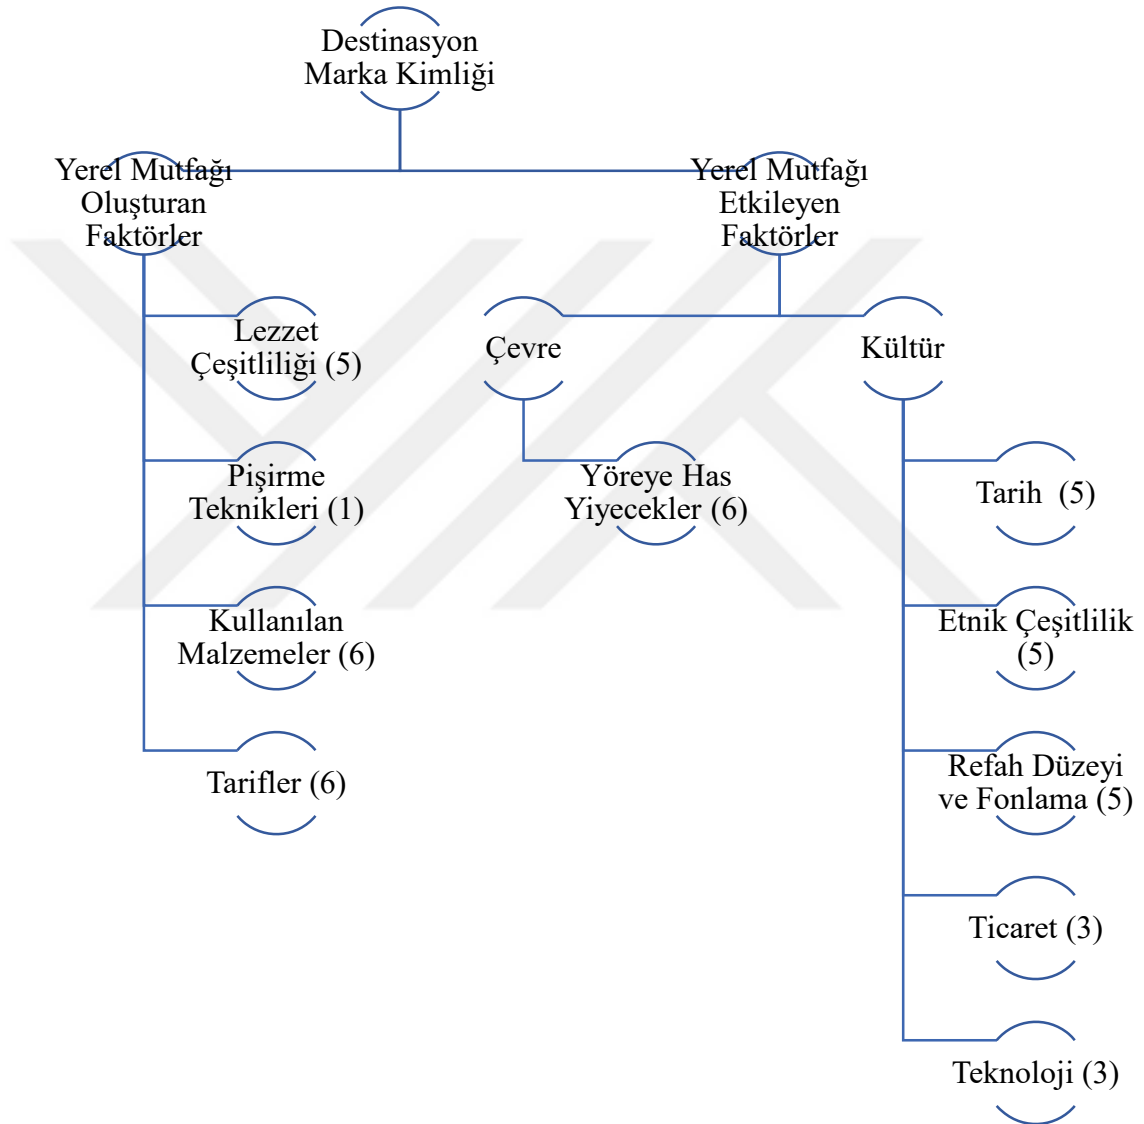 Destinasyon
Marka Kimliği
Yerel Mutfağı
Oluşturan
Faktörler
Lezzet
Çeşitliliği (5)
Pişirme
Teknikleri (1)
Kullanılan
Malzemeler (6)
Tarifler (6)
Yerel Mutfağı
Etkileyen
Faktörler
Çevre
Yöreye Has
Yiyecekler (6)
Kültür
Tarih (5)
Etnik Çeşitlilik
(5)
Refah Düzeyi
ve Fonlama (5)
Ticaret (3)
Teknoloji (3)